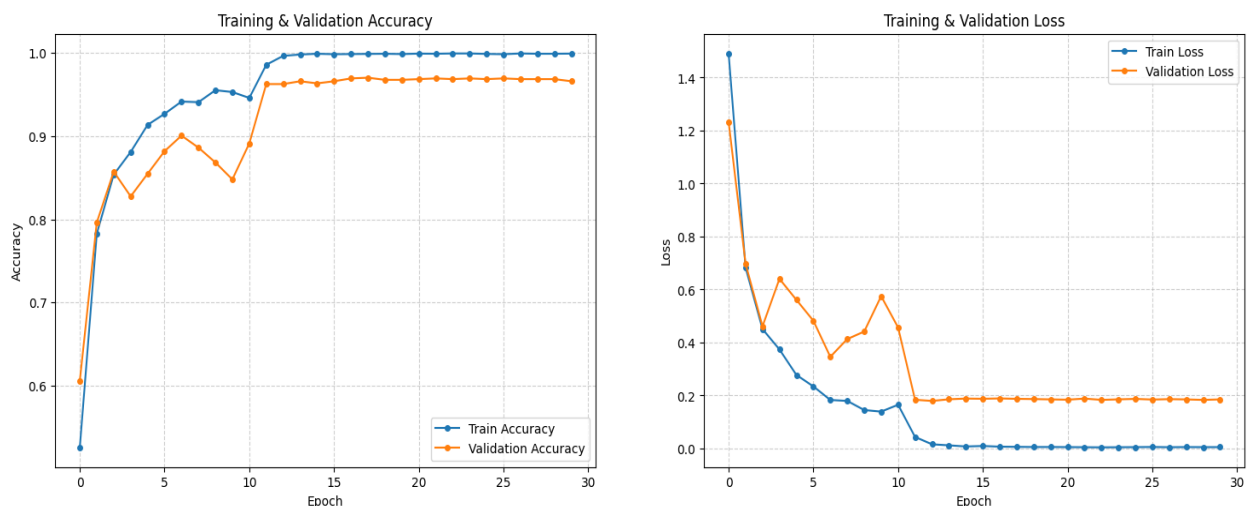 Training & Validation Accuracy
Accuracy
1.0
0.9
0.8
0.7
0.6
0
5
10
15
20
25
30
Epoch
Train Accuracy
Validation Accuracy
Training & Validation Loss
Loss
1.4
1.2
1.0
0.8
0.6
0.4
0.2
0.0
0
5
10
15
20
25
30
Epoch
Train Loss
Validation Loss